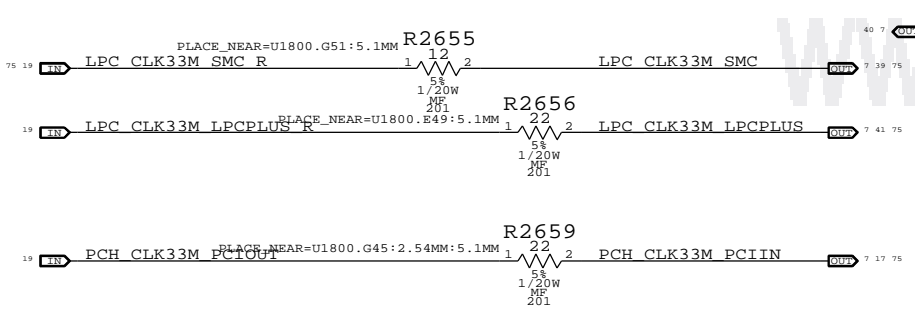 40 7 OUT
R2655
PLACE_NEAR=U1800.G51:5.1MM
12
75 19 IN LPC_CLK33M_SMC_R 1 2 LPC_CLK33M_SMC OUT 7 39 75
5%
1/20W
MF
201
R2656
PLACE_NEAR=U1800.E49:5.1MM
22
19 IN LPC_CLK33M_LPCPLUS_R 1 2 LPC_CLK33M_LPCPLUS OUT 7 41 75
5%
1/20W
MF
201
R2659
PLACE_NEAR=U1800.G45:2.54MM:5.1MM
22
19 IN PCH_CLK33M_PCIOUT 1 2 PCH_CLK33M_PCIIN OUT 7 17 75
5%
1/20W
MF
201